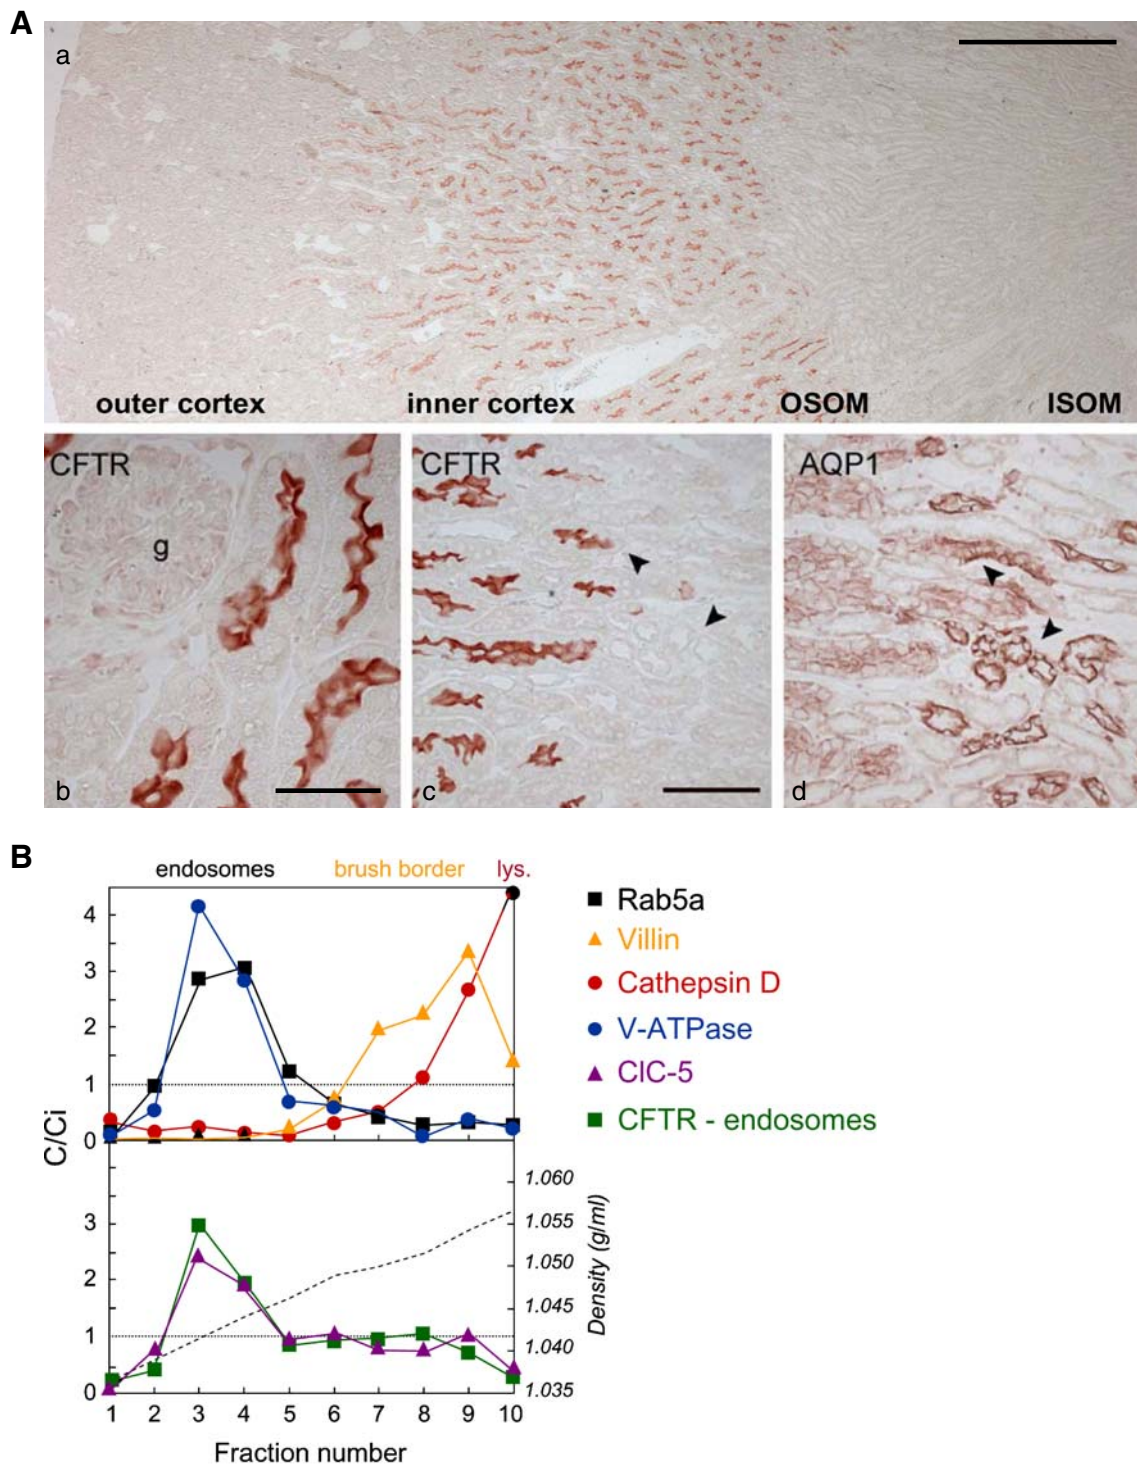 A
a
outer cortex inner cortex OSOM ISOM
CFTR CFTR AQP1
g
b c d
B
endosomes brush border lys.
Rab5a
Villin
Cathepsin D
V-ATPase
ClC-5
CFTR - endosomes
4
3
2
1
0
C/Ci
3
2
1
0
1.060
1.055
1.050
1.045
1.040
1.035
Density (g/ml)
1 2 3 4 5 6 7 8 9 10
Fraction number